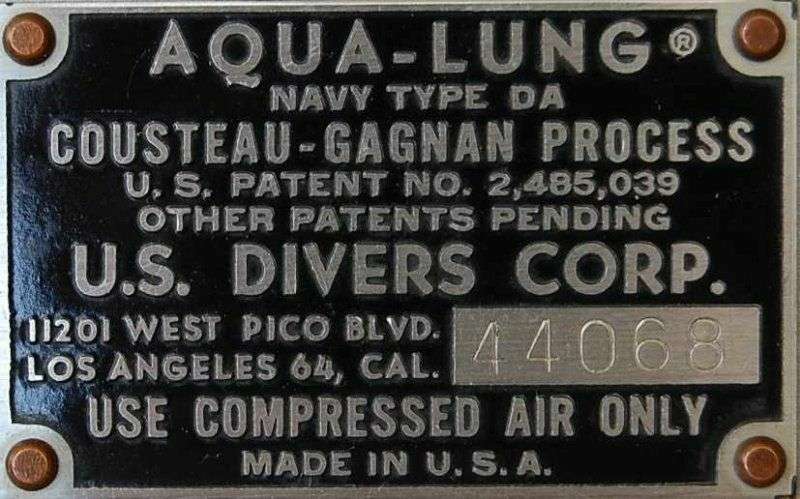 AQUA-LUNG®
NAVY TYPE DA
COUSTEAU-GAGNAN PROCESS
U.S. PATENT NO. 2,485,039
OTHER PATENTS PENDING
U.S. DIVERS CORP.
11201 WEST PICO BLVD.
LOS ANGELES 64, CAL.
44068
USE COMPRESSED AIR ONLY
MADE IN U.S.A.